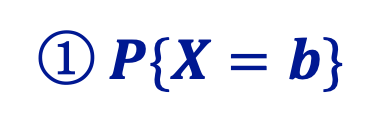 ① P{X = b}